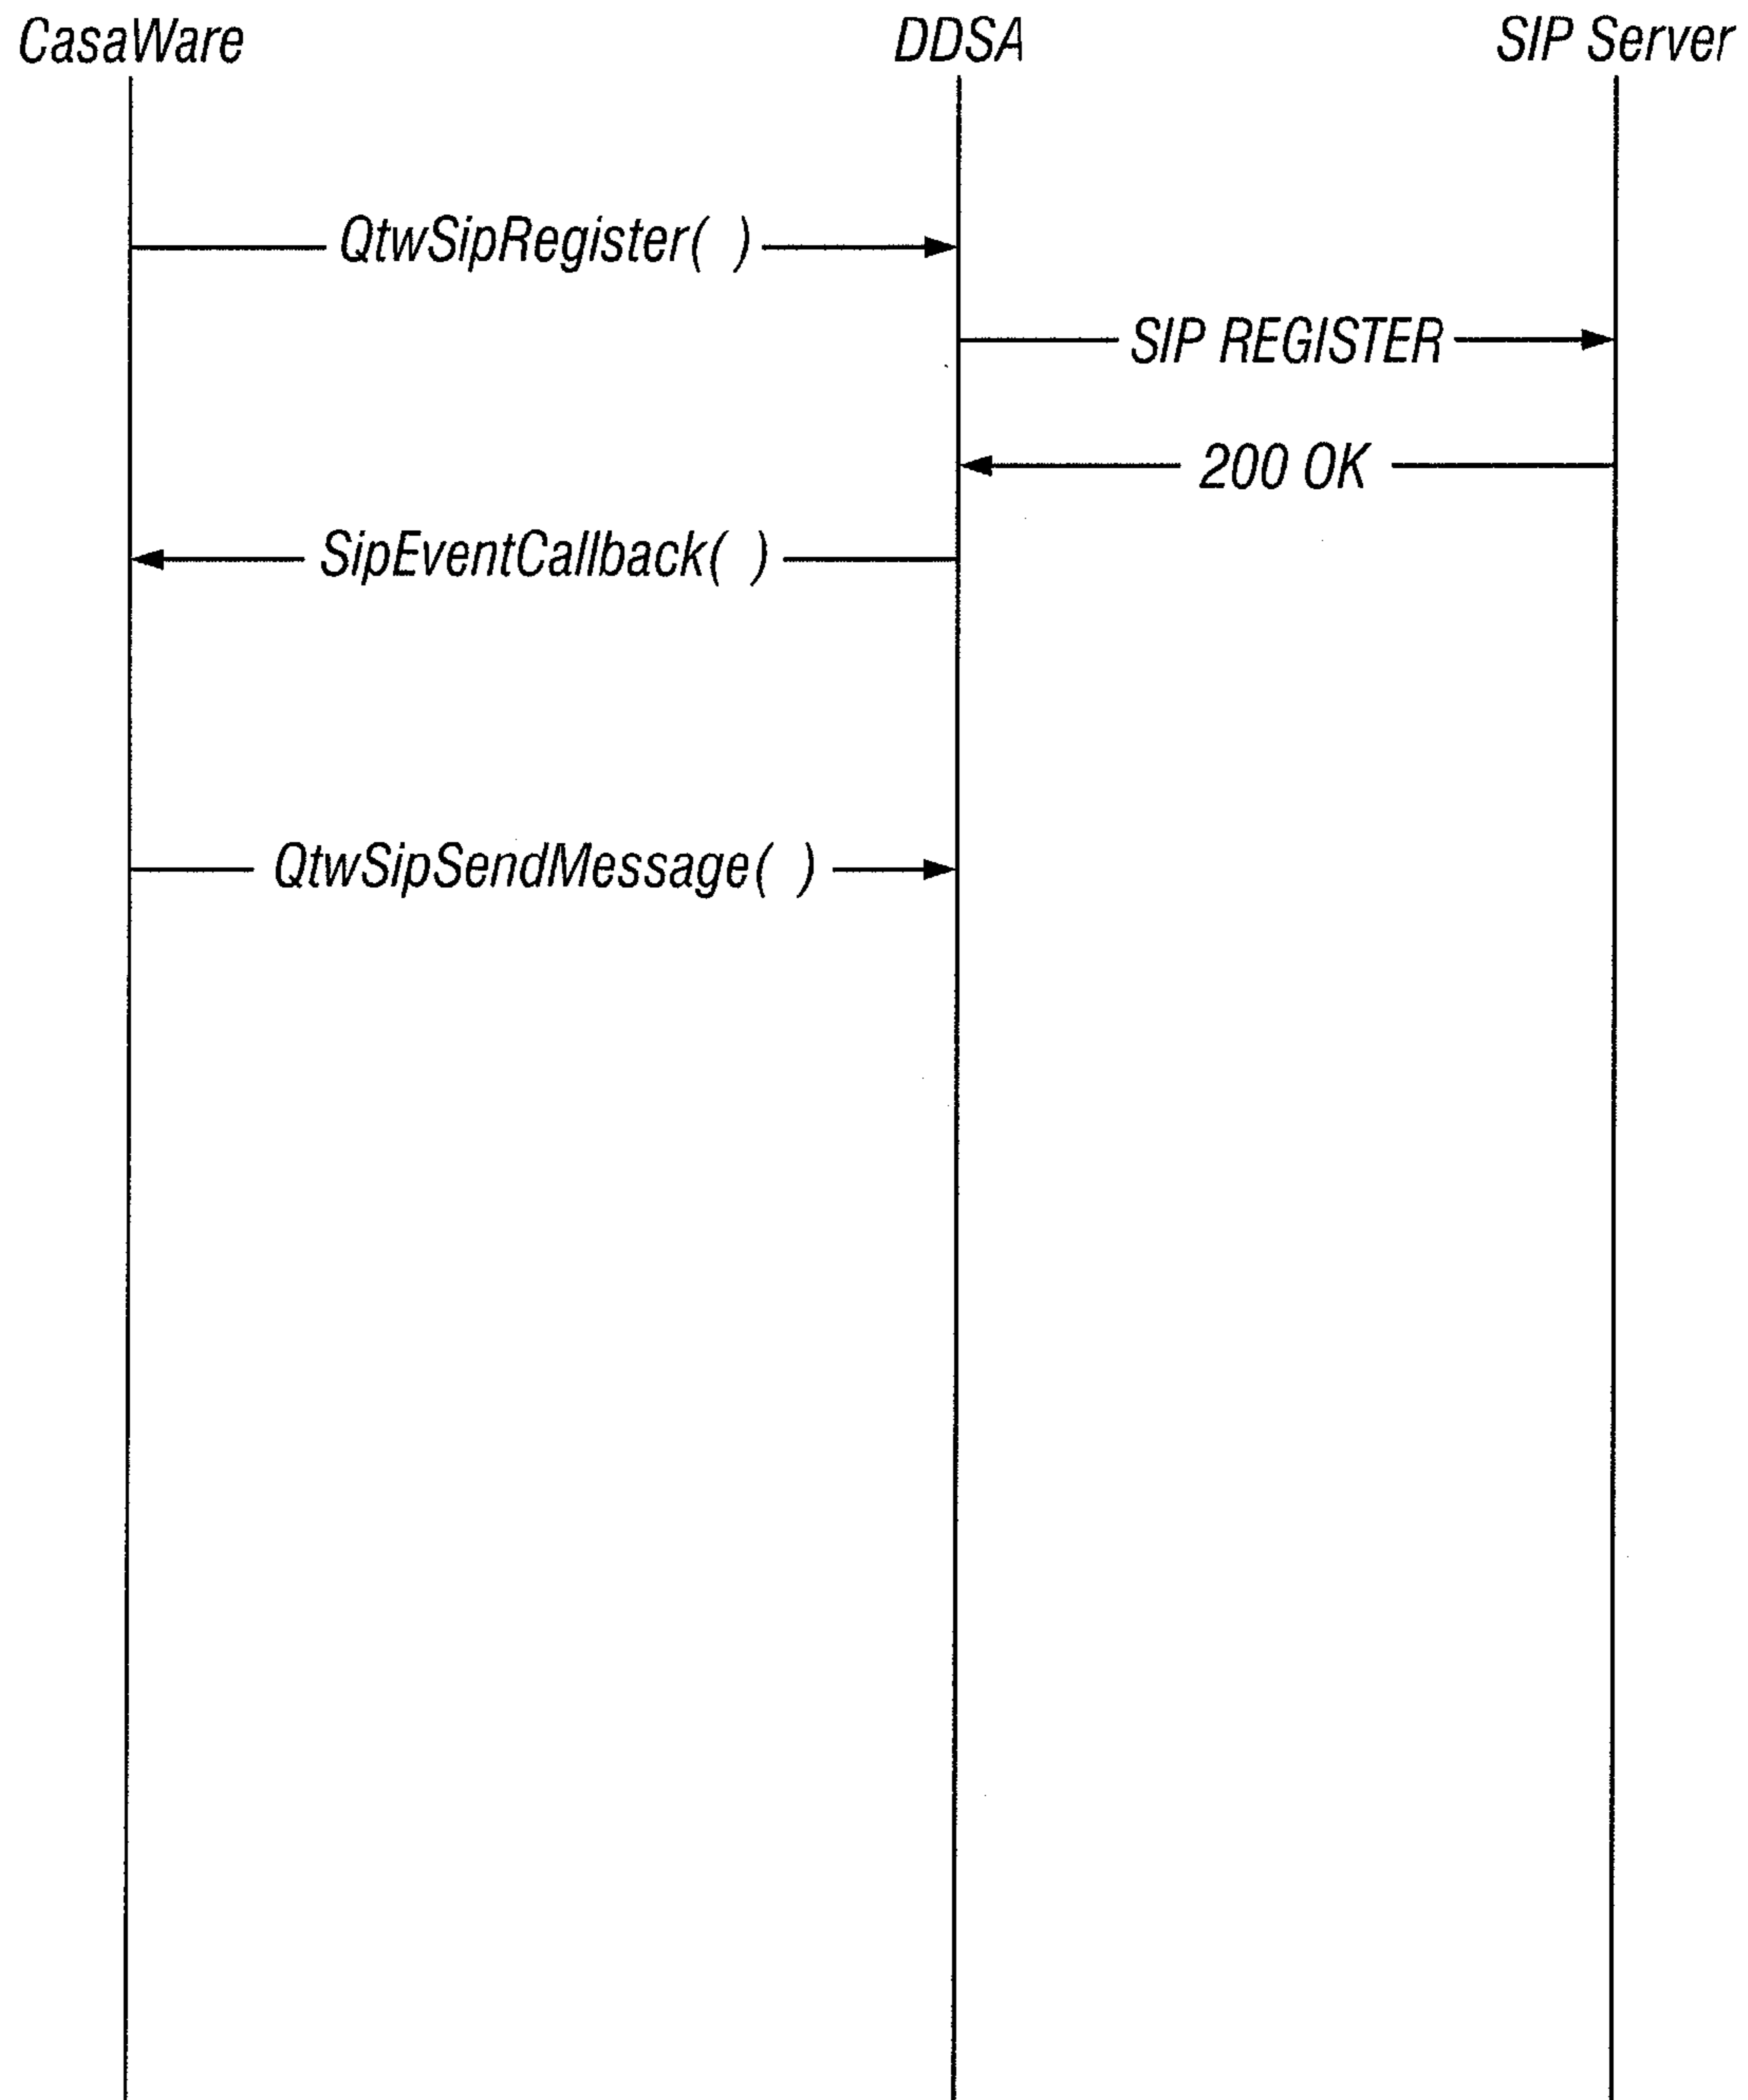 CasaWare DDSA SIP Server
QtwSipRegister( )
SIP REGISTER
200 OK
SipEventCallback( )
QtwSipSendMessage( )